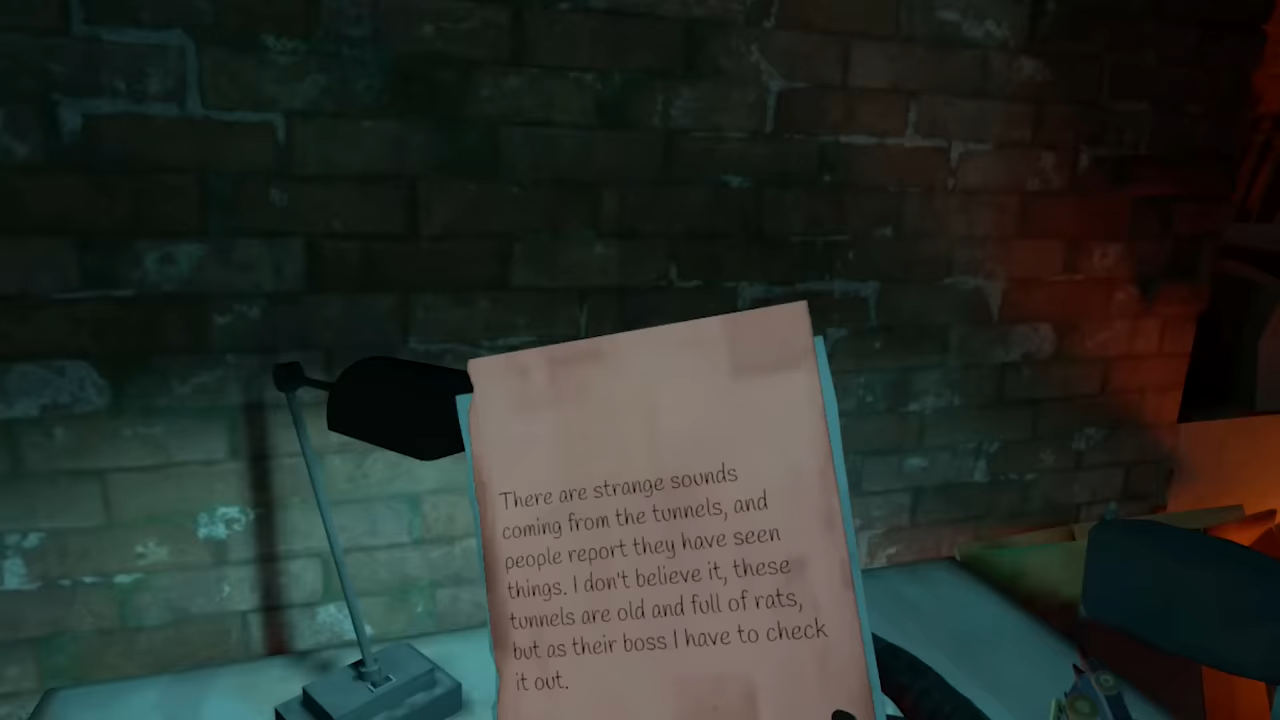 There are strange sounds
coming from the tunnels, and
people report they have seen
things. I don't believe it, these
tunnels are old and full of rats,
but as their boss I have to check
it out.